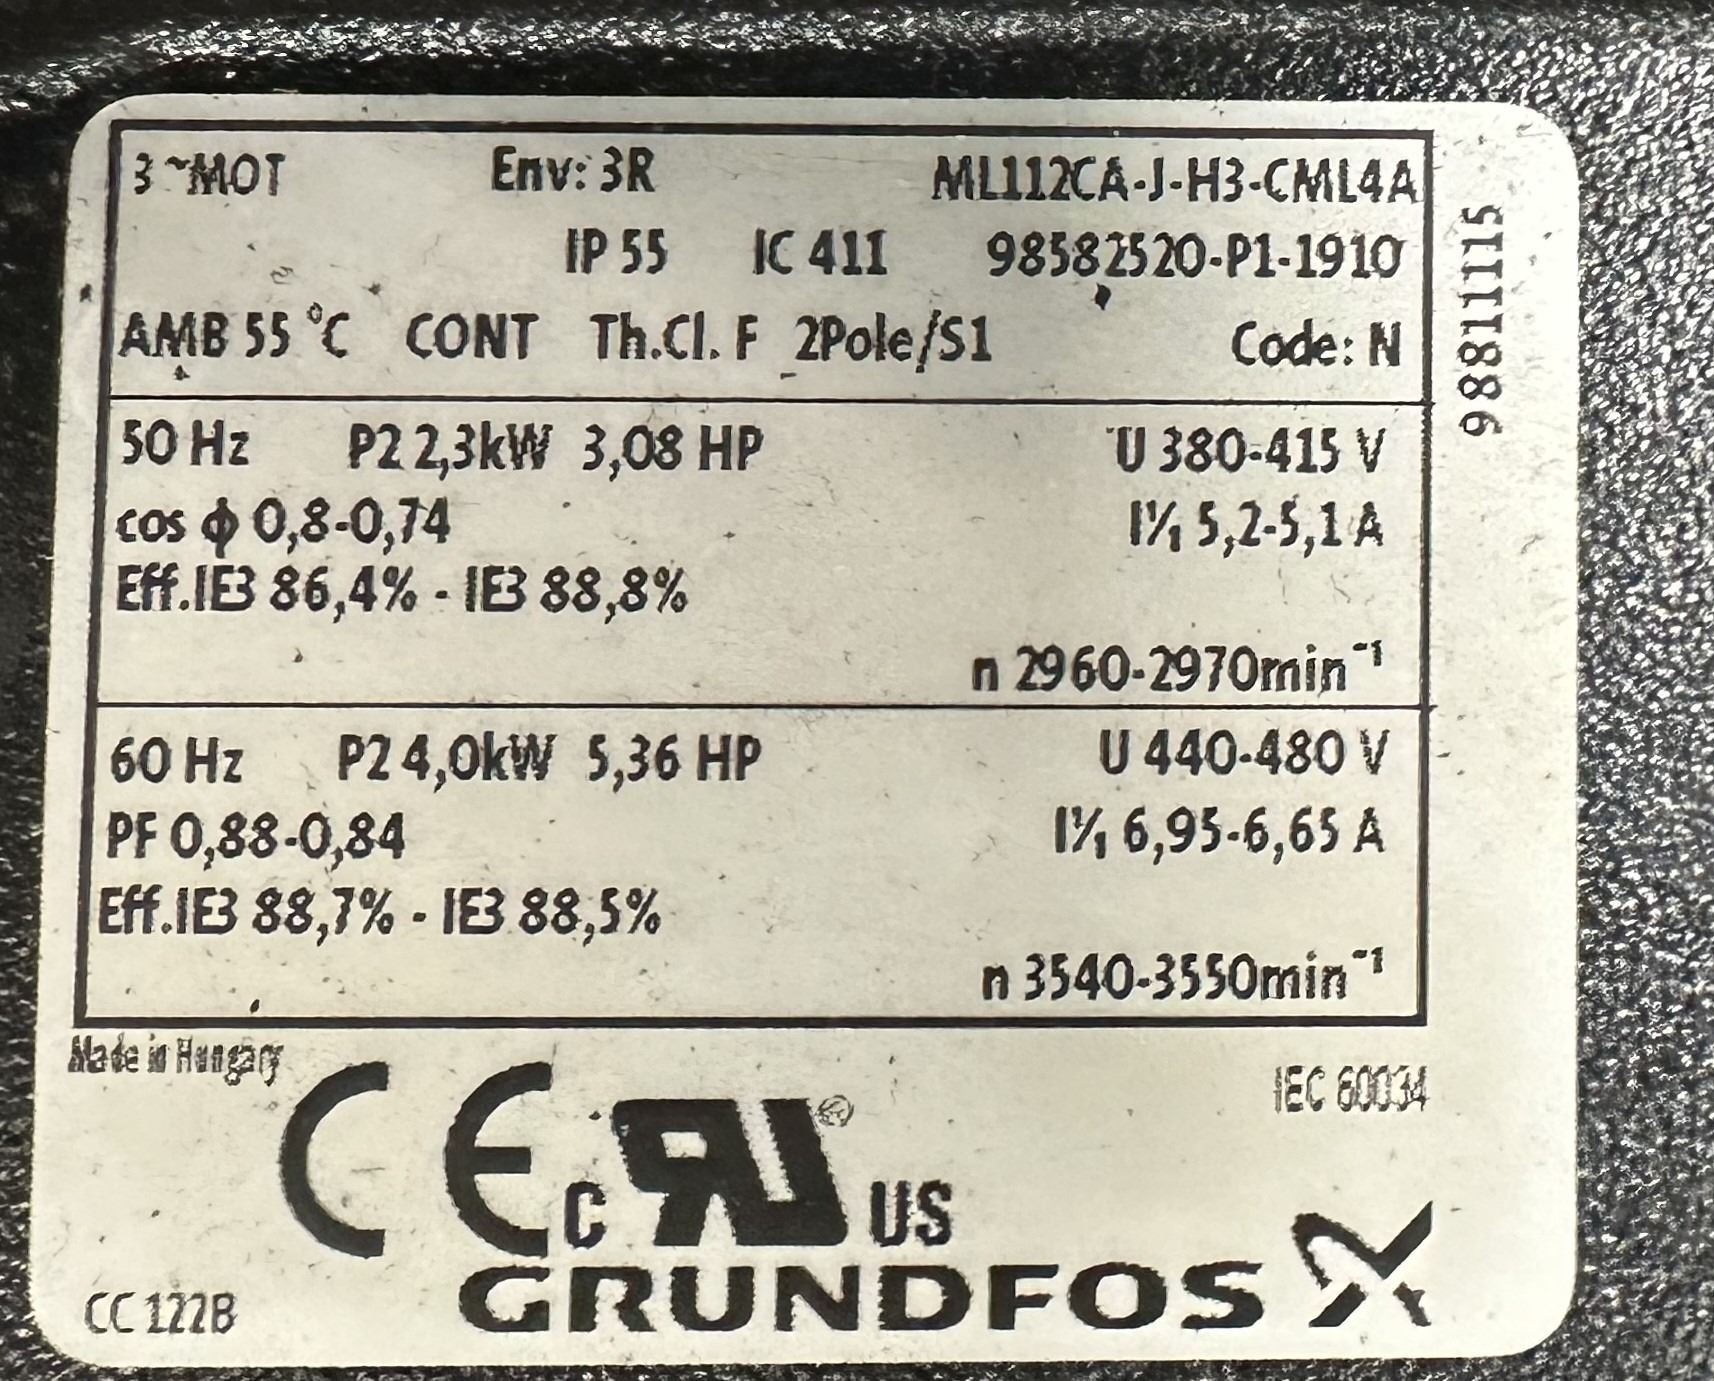 3 ~MOT Env: 3R ML112CA-J-H3-CML4A
IP 55 IC 411 98582520-P1-1910
AMB 55 °C CONT Th.Cl. F 2Pole/S1 Code: N
98811115
50 Hz P2 2,3kW 3,08 HP U 380-415 V
cos ϕ 0,8-0,74 I¹⁄₁ 5,2-5,1 A
Eff.IE3 86,4% - IE3 88,8%
n 2960-2970min⁻¹
60 Hz P2 4,0kW 5,36 HP U 440-480 V
PF 0,88-0,84 I¹⁄₁ 6,95-6,65 A
Eff.IE3 88,7% - IE3 88,5%
n 3540-3550min⁻¹
Made in Hungary
IEC 60034
CE C RU ® US
GRUNDFOS
CC 122B